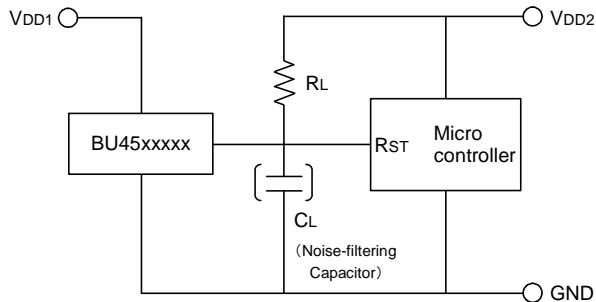 VDD1
VDD2
RL
BU45xxxxx
RST
Micro
controller
CL
（Noise-filtering
Capacitor）
GND